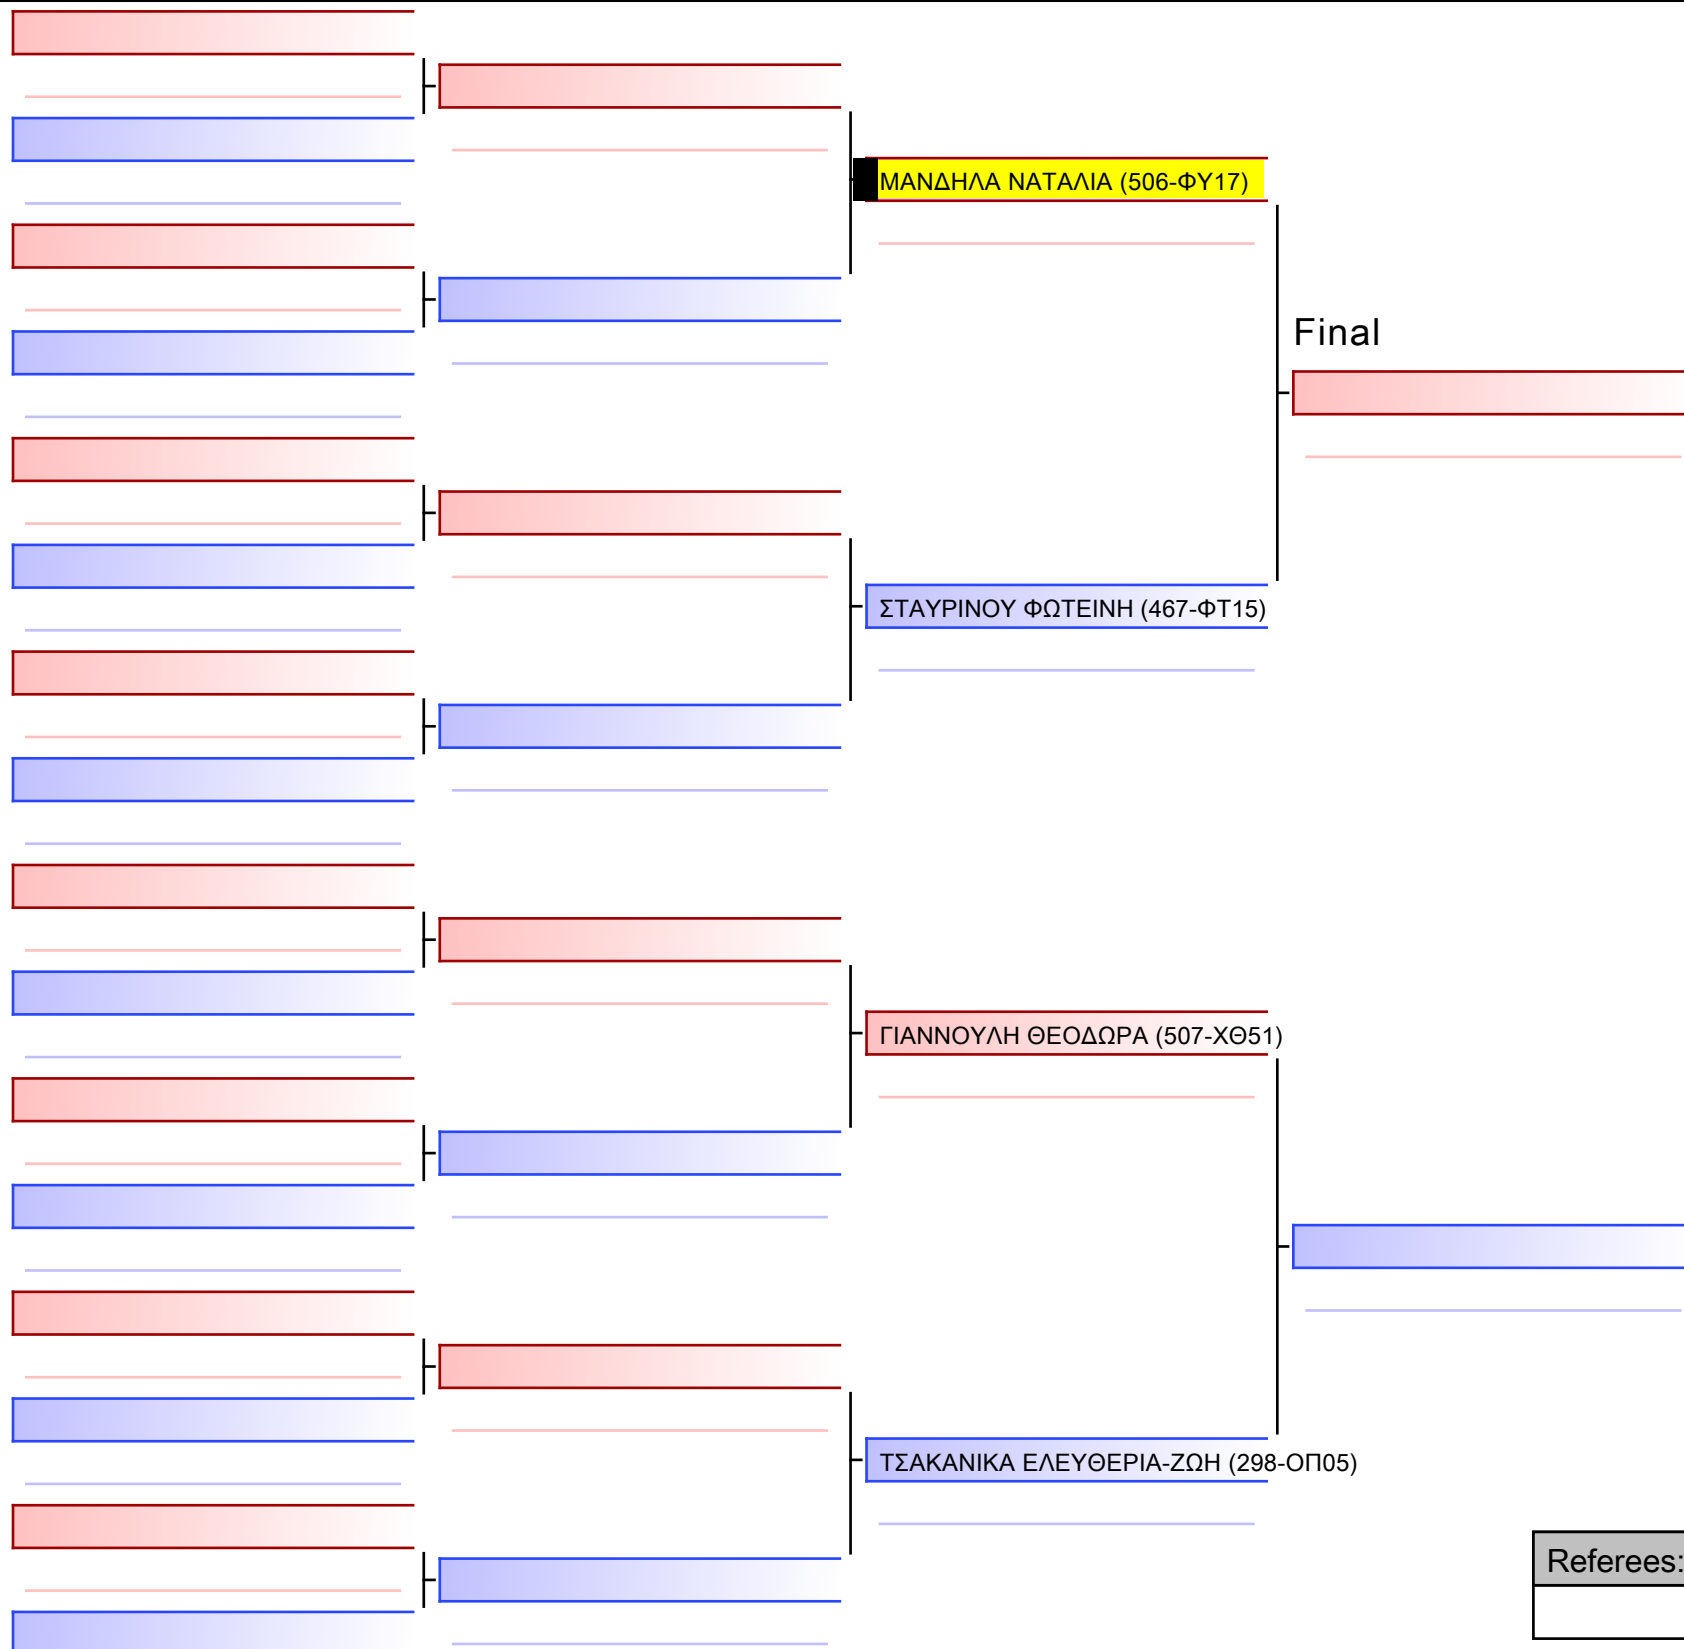 ΜΑΝΔΗΛΑ ΝΑΤΑΛΙΑ (506-ΦΥ17)
Final
ΣΤΑΥΡΙΝΟΥ ΦΩΤΕΙΝΗ (467-ΦΤ15)
ΓΙΑΝΝΟΥΛΗ ΘΕΟΔΩΡΑ (507-ΧΘ51)
ΤΣΑΚΑΝΙΚΑ ΕΛΕΥΘΕΡΙΑ-ΖΩΗ (298-ΟΠ05)
Referees: